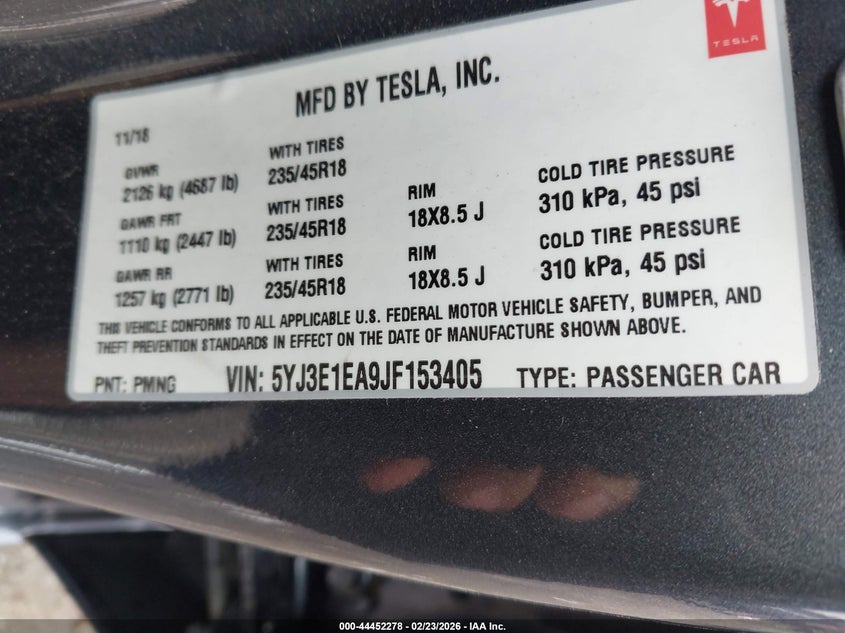 TESLA
MFD BY TESLA, INC.
11/18
GVWR
2126 kg (4687 lb)
WITH TIRES
235/45R18
GAWR FRT
1110 kg (2447 lb)
WITH TIRES
235/45R18
RIM
18X8.5 J
COLD TIRE PRESSURE
310 kPa, 45 psi
GAWR RR
1257 kg (2771 lb)
WITH TIRES
235/45R18
RIM
18X8.5 J
COLD TIRE PRESSURE
310 kPa, 45 psi
THIS VEHICLE CONFORMS TO ALL APPLICABLE U.S. FEDERAL MOTOR VEHICLE SAFETY, BUMPER, AND
THEFT PREVENTION STANDARDS IN EFFECT ON THE DATE OF MANUFACTURE SHOWN ABOVE.
PNT: PMNG
VIN: 5YJ3E1EA9JF153405
TYPE: PASSENGER CAR
000-44452278 - 02/23/2026 - IAA Inc.